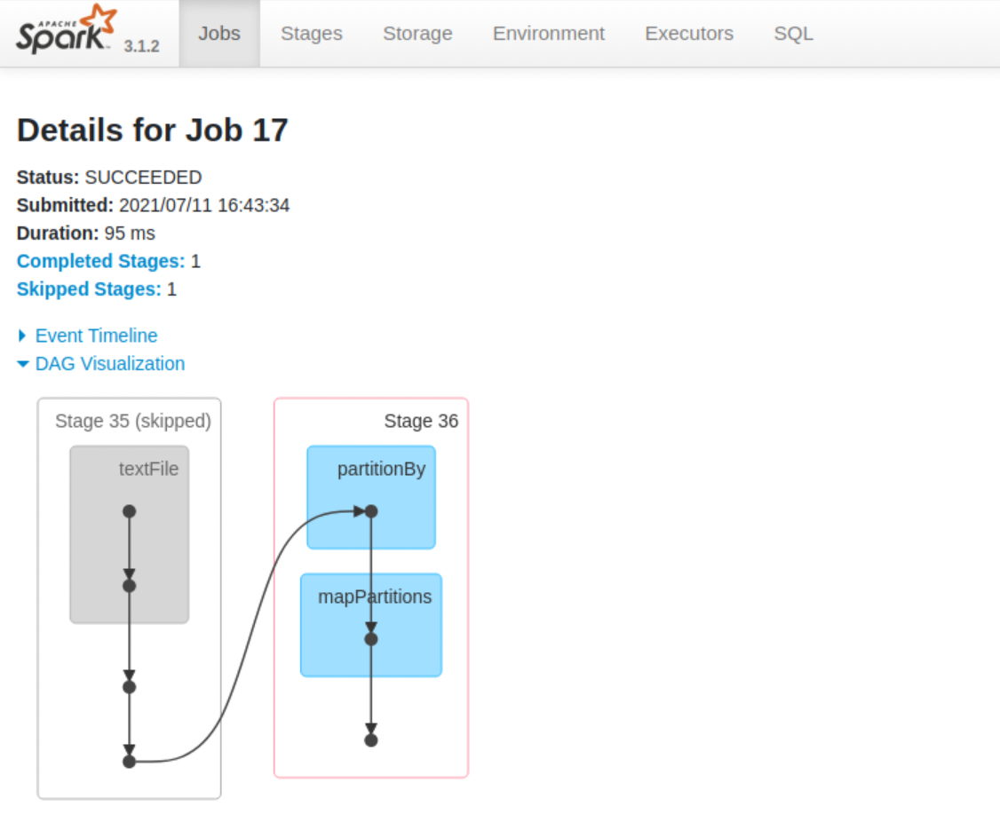 APACHE
Spark™ 3.1.2 Jobs Stages Storage Environment Executors SQL
Details for Job 17
Status: SUCCEEDED
Submitted: 2021/07/11 16:43:34
Duration: 95 ms
Completed Stages: 1
Skipped Stages: 1
Event Timeline
DAG Visualization
Stage 35 (skipped)
textFile
Stage 36
partitionBy
mapPartitions